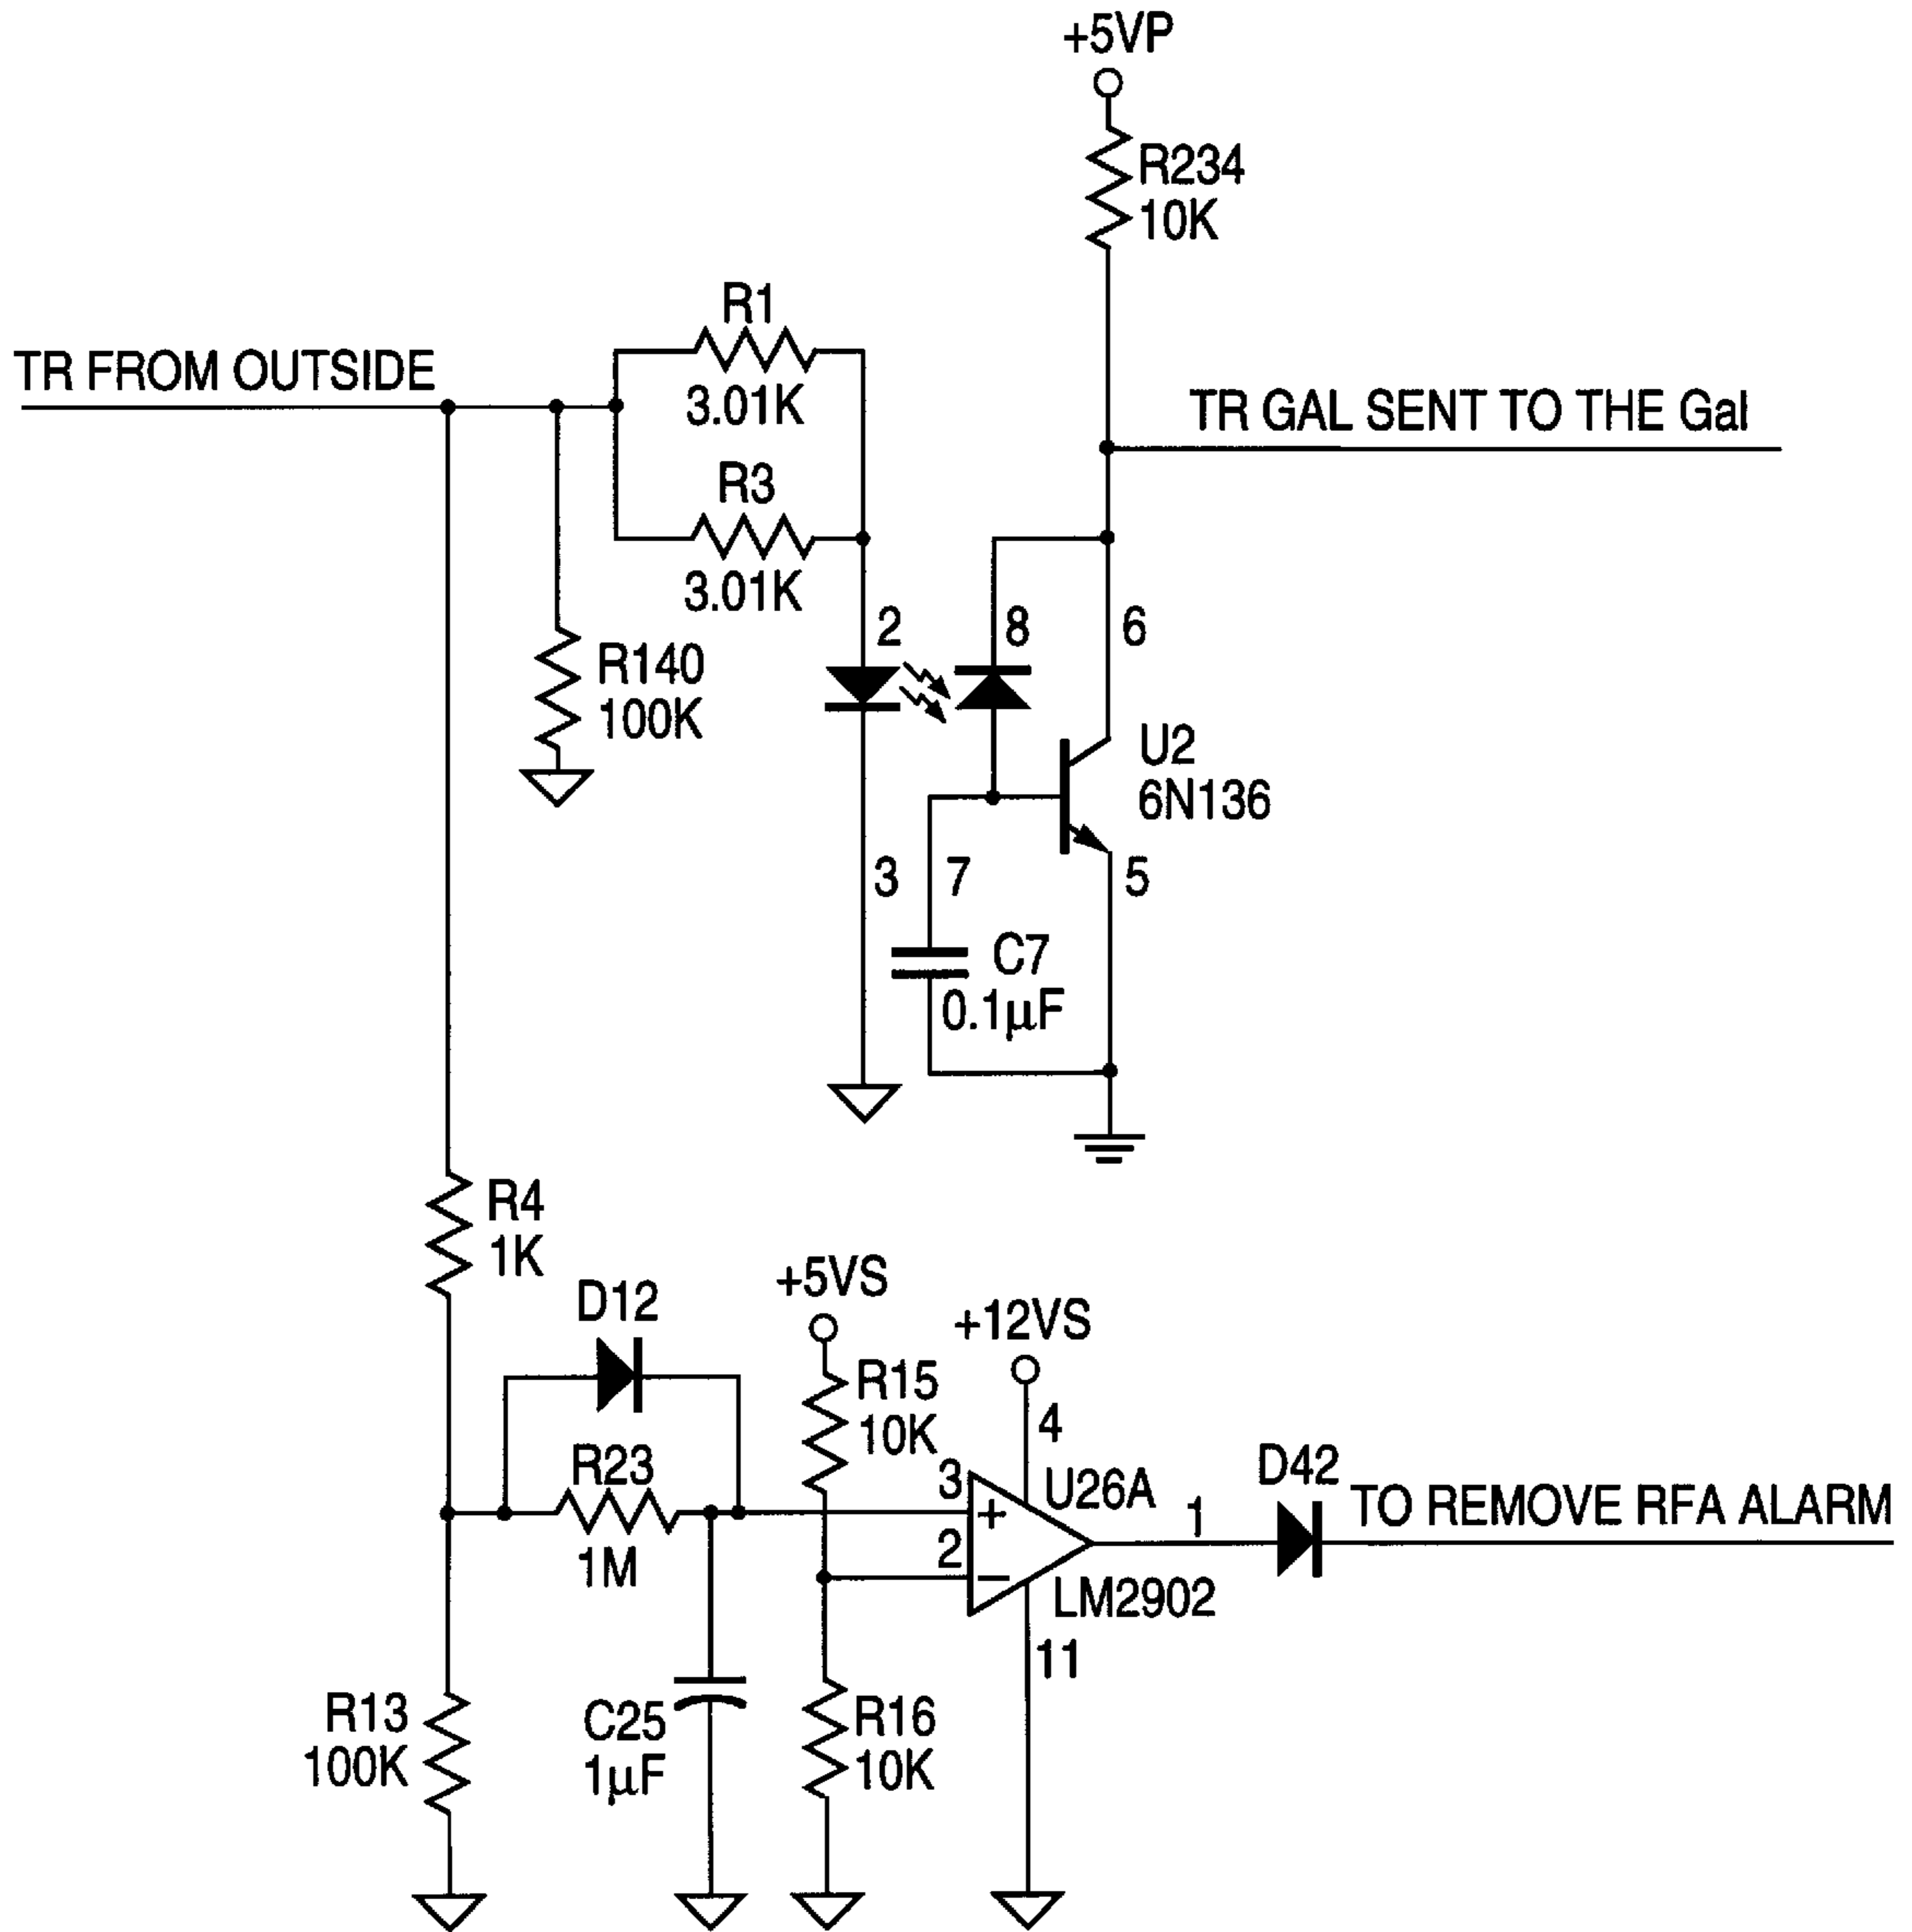 +5VP
R234
10K
R1
TR FROM OUTSIDE
3.01K
TR GAL SENT TO THE Gal
R3
3.01K
2
8
6
R140
100K
U2
6N136
3
7
5
C7
0.1µF
R4
1K
D12
+5VS
+12VS
R15
10K
4
R23
1M
3
+
2
−
U26A
1
D42
TO REMOVE RFA ALARM
LM2902
11
R13
100K
C25
1µF
R16
10K